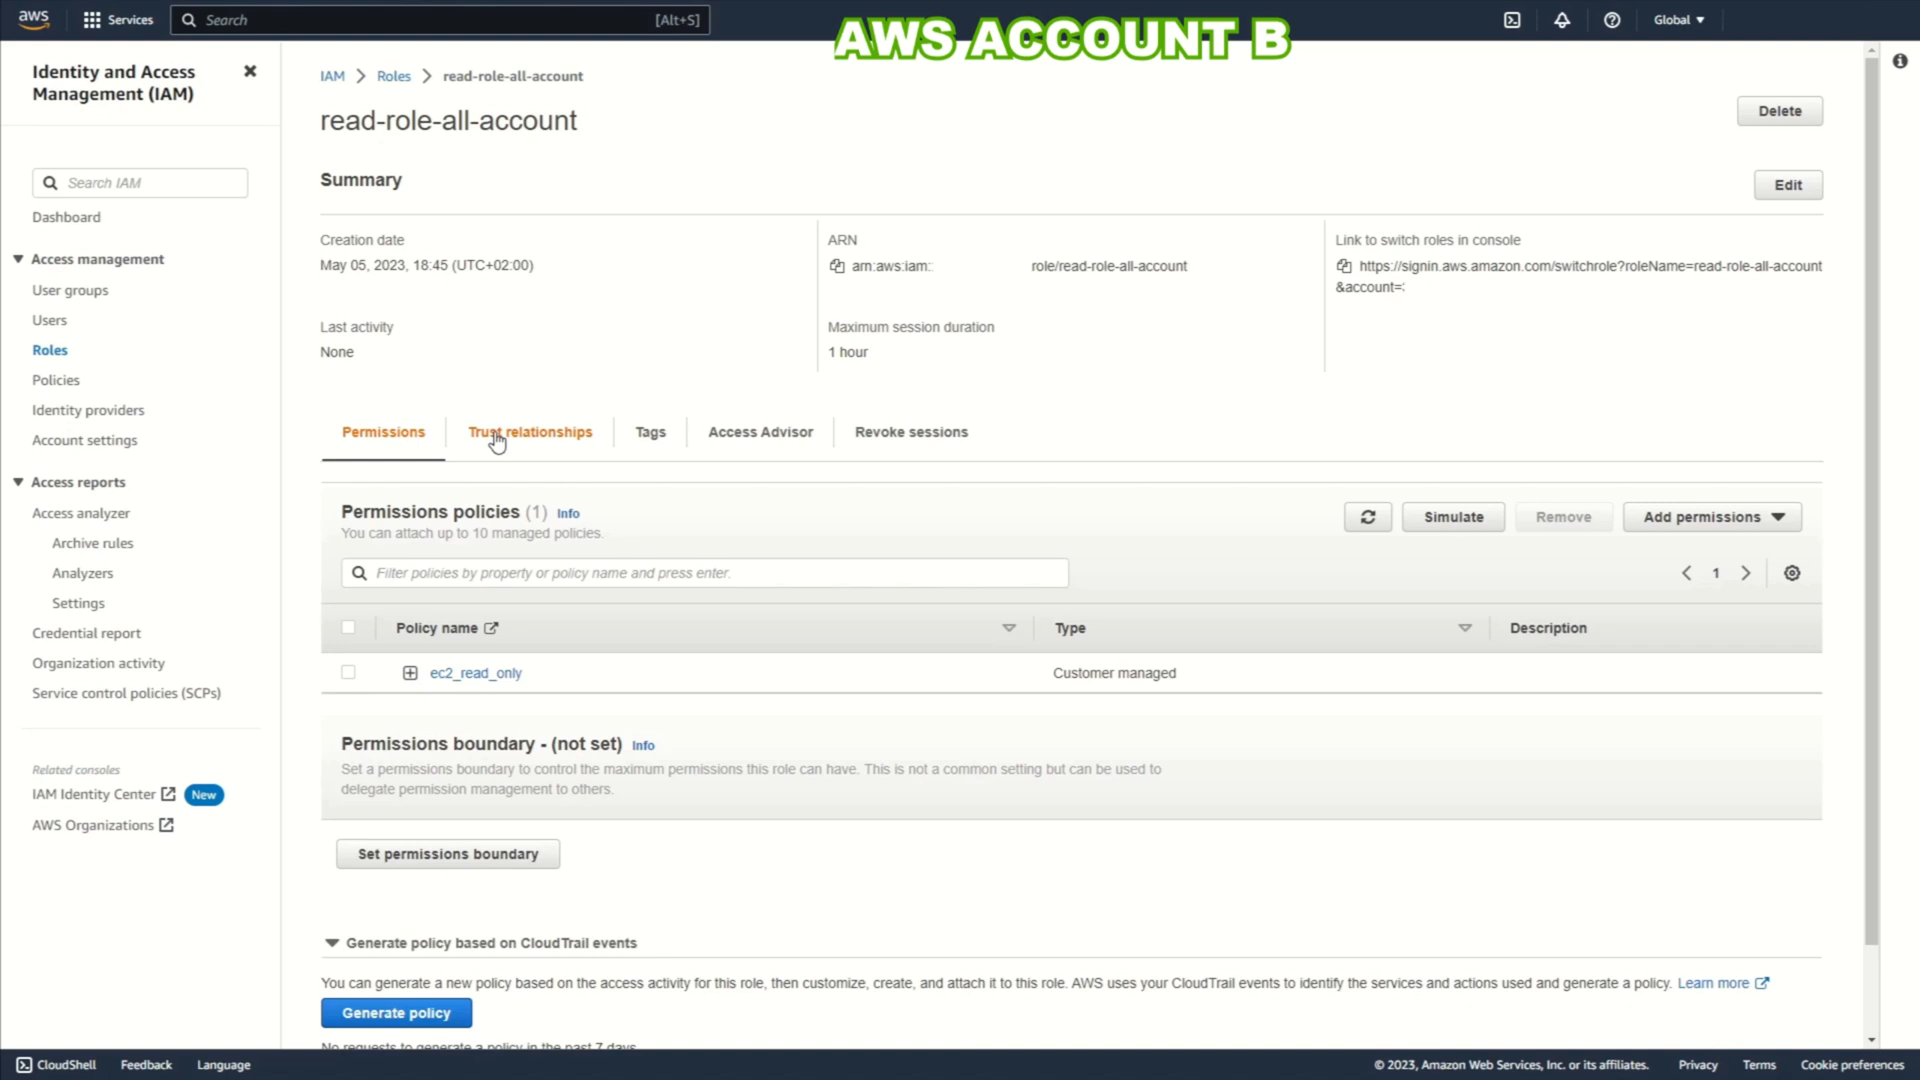 aws
Services
Search
[Alt+S]
AWS ACCOUNT B
Global
Identity and Access
Management (IAM)
Search IAM
Dashboard
Access management
User groups
Users
Roles
Policies
Identity providers
Account settings
Access reports
Access analyzer
Archive rules
Analyzers
Settings
Credential report
Organization activity
Service control policies (SCPs)
Related consoles
IAM Identity Center New
AWS Organizations
IAM > Roles > read-role-all-account
read-role-all-account
Delete
Summary
Edit
Creation date
May 05, 2023, 18:45 (UTC+02:00)
ARN
arn:aws:iam:: role/read-role-all-account
Link to switch roles in console
https://signin.aws.amazon.com/switchrole?roleName=read-role-all-account
&account=
Last activity
None
Maximum session duration
1 hour
Permissions
Trust relationships
Tags
Access Advisor
Revoke sessions
Permissions policies (1) Info
You can attach up to 10 managed policies.
Simulate
Remove
Add permissions
Filter policies by property or policy name and press enter.
1
Policy name
Type
Description
ec2_read_only
Customer managed
Permissions boundary - (not set) Info
Set a permissions boundary to control the maximum permissions this role can have. This is not a common setting but can be used to
delegate permission management to others.
Set permissions boundary
Generate policy based on CloudTrail events
You can generate a new policy based on the access activity for this role, then customize, create, and attach it to this role. AWS uses your CloudTrail events to identify the services and actions used and generate a policy. Learn more
Generate policy
No requests to generate a policy in the past 7 days
CloudShell
Feedback
Language
© 2023, Amazon Web Services, Inc. or its affiliates.
Privacy
Terms
Cookie preferences